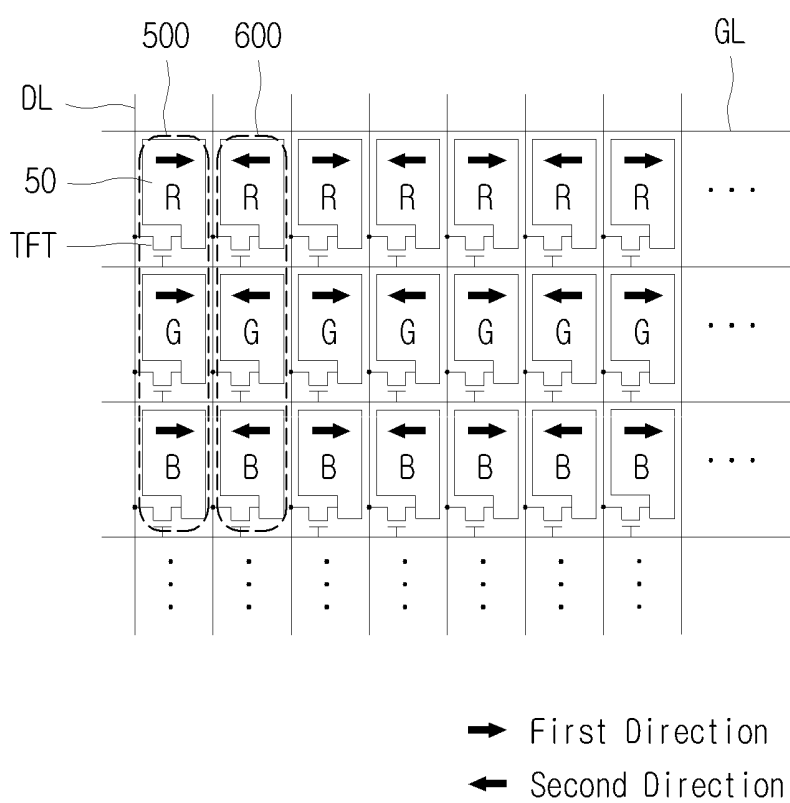 500 600 GL
DL
R R R R R R R ...
50
TFT
G G G G G G G ...
B B B B B B B ...
First Direction
Second Direction